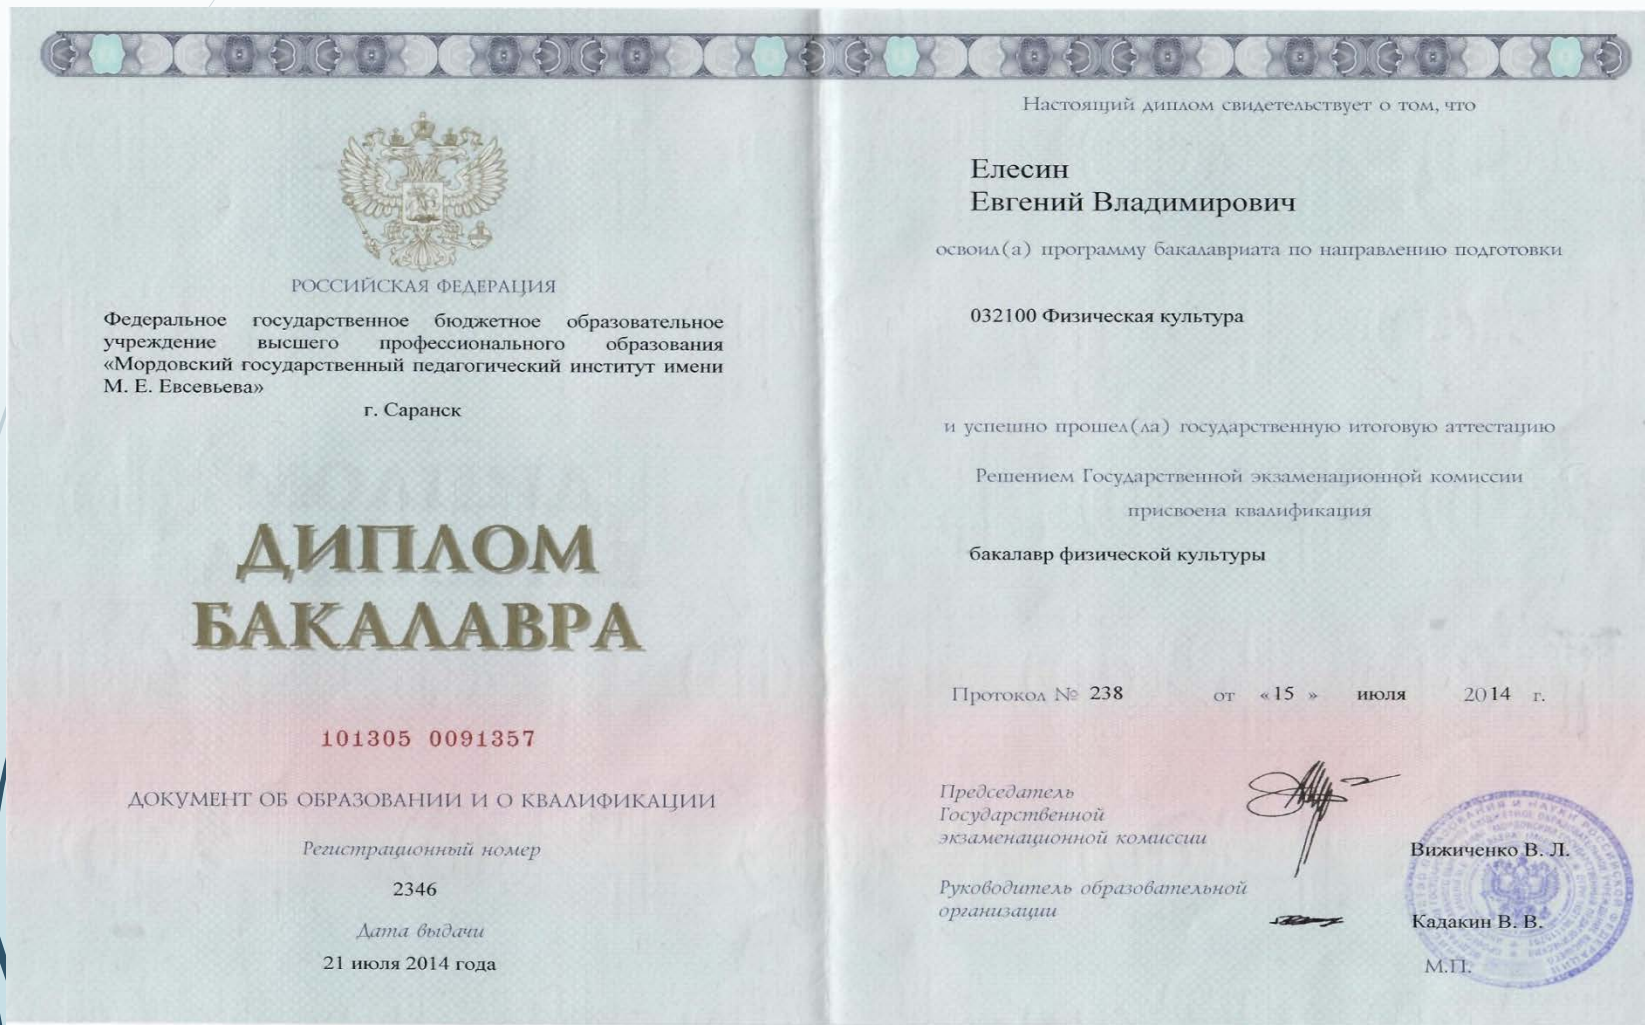 РОССИЙСКАЯ ФЕДЕРАЦИЯ
Федеральное государственное бюджетное образовательное
учреждение высшего профессионального образования
«Мордовский государственный педагогический институт имени
М. Е. Евсевьева»
г. Саранск
ДИПЛОМ
БАКАЛАВРА
101305 0091357
ДОКУМЕНТ ОБ ОБРАЗОВАНИИ И О КВАЛИФИКАЦИИ
Регистрационный номер
2346
Дата выдачи
21 июля 2014 года
Настоящий диплом свидетельствует о том, что
Елесин
Евгений Владимирович
освоил(а) программу бакалавриата по направлению подготовки
032100 Физическая культура
и успешно прошел(ла) государственную итоговую аттестацию
Решением Государственной экзаменационной комиссии
присвоена квалификация
бакалавр физической культуры
Протокол № 238 от «15 » июля 2014 г.
Председатель
Государственной
экзаменационной комиссии
Вижиченко В. Л.
Руководитель образовательной
организации
Кадакин В. В.
М.П.